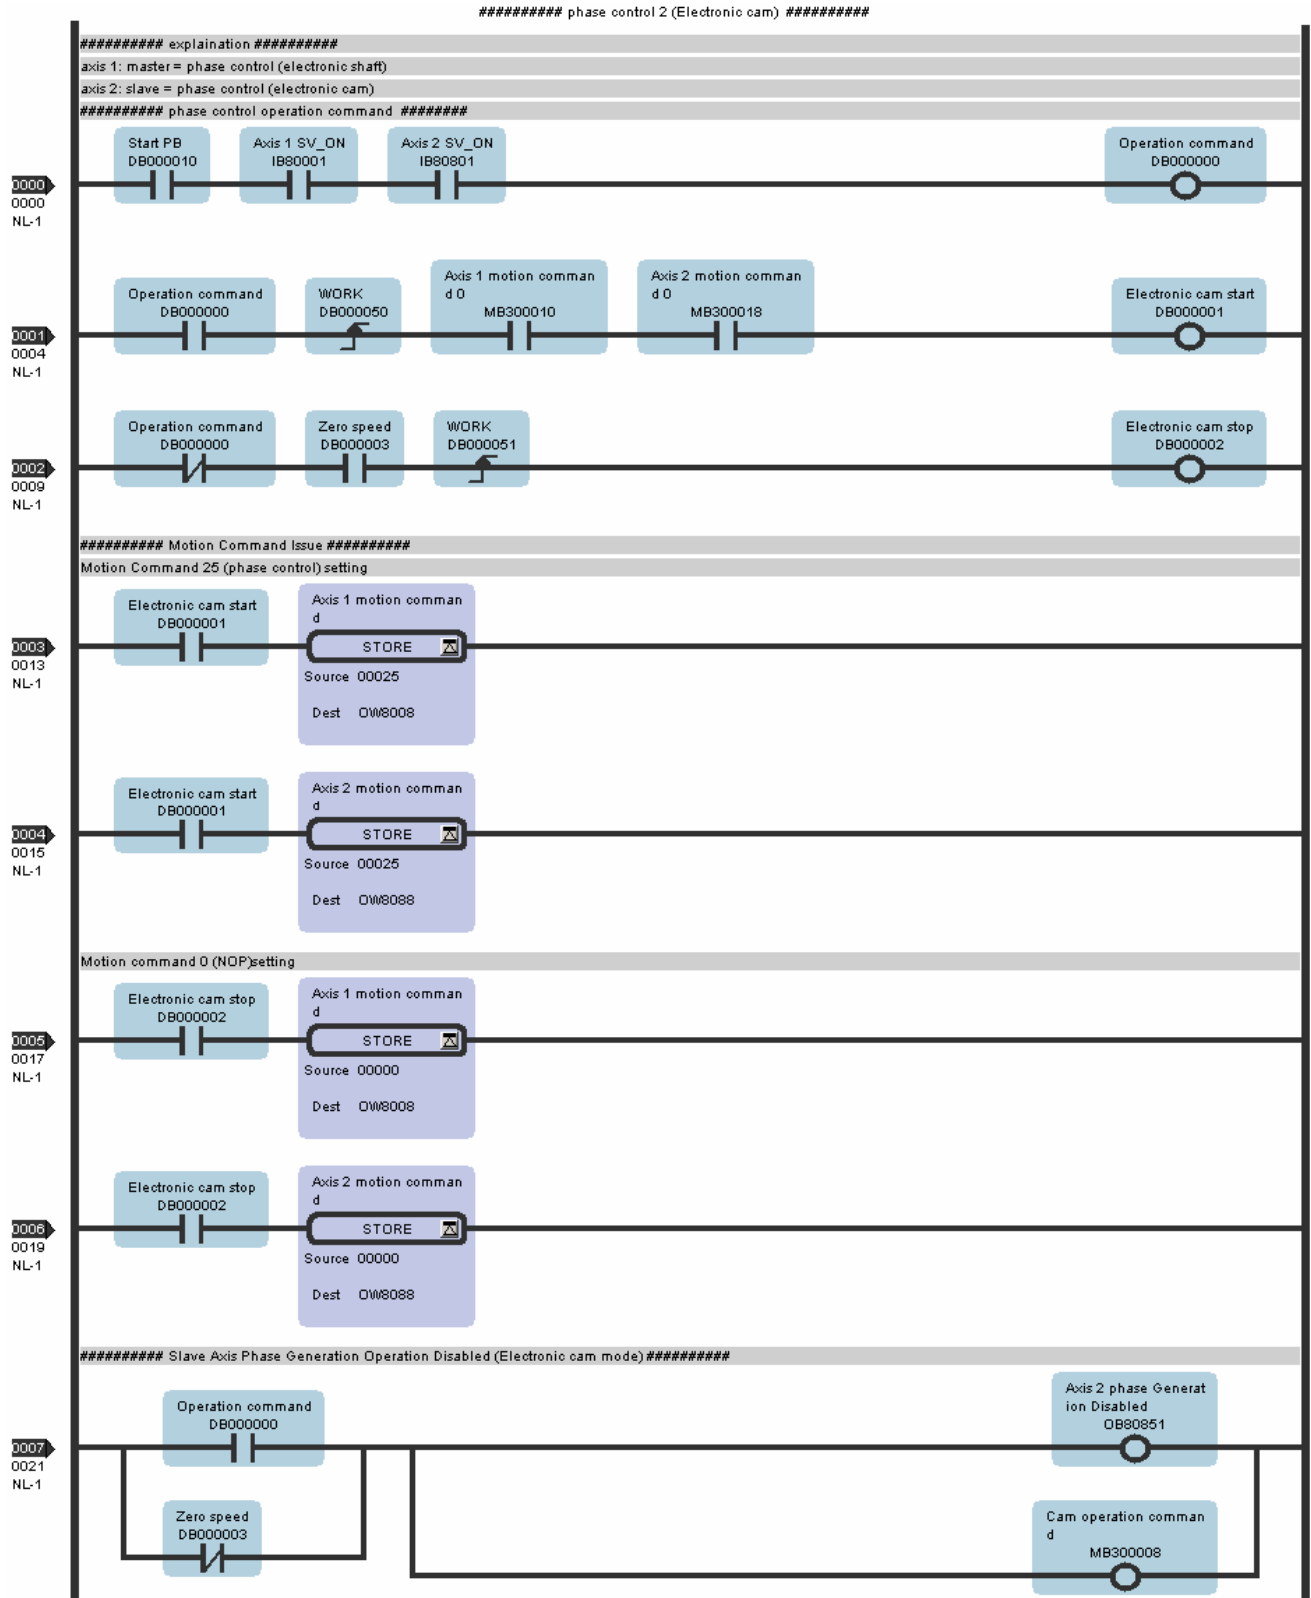 ########## phase control 2 (Electronic cam) ##########
########## explaination ##########
axis 1: master = phase control (electronic shaft)
axis 2: slave = phase control (electronic cam)
########## phase control operation command ########
Start PB
DB000010
Axis 1 SV_ON
IB80001
Axis 2 SV_ON
IB80801
Operation command
DB000000
0000
0000
NL-1
Operation command
DB000000
WORK
DB000050
Axis 1 motion comman
d 0
MB300010
Axis 2 motion comman
d 0
MB300018
Electronic cam start
DB000001
0001
0004
NL-1
Operation command
DB000000
Zero speed
DB000003
WORK
DB000051
Electronic cam stop
DB000002
0002
0009
NL-1
########## Motion Command Issue ##########
Motion Command 25 (phase control) setting
Electronic cam start
DB000001
Axis 1 motion comman
d
STORE
Source 00025
Dest OW8008
0003
0013
NL-1
Electronic cam start
DB000001
Axis 2 motion comman
d
STORE
Source 00025
Dest OW8088
0004
0015
NL-1
Motion command 0 (NOP)setting
Electronic cam stop
DB000002
Axis 1 motion comman
d
STORE
Source 00000
Dest OW8008
0005
0017
NL-1
Electronic cam stop
DB000002
Axis 2 motion comman
d
STORE
Source 00000
Dest OW8088
0006
0019
NL-1
########## Slave Axis Phase Generation Operation Disabled (Electronic cam mode) ##########
Operation command
DB000000
Axis 2 phase Generat
ion Disabled
OB80851
0007
0021
NL-1
Zero speed
DB000003
Cam operation comman
d
MB300008